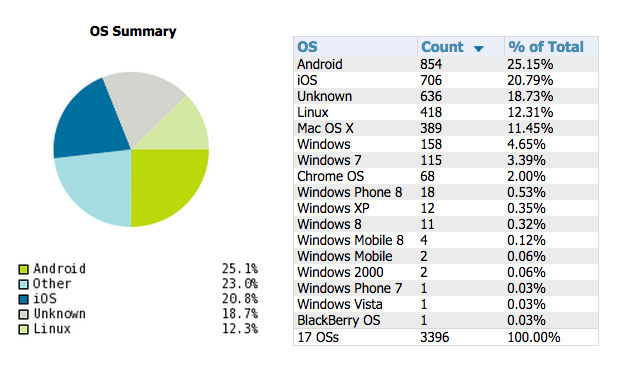 OS Summary
Android 25.1%
Other 23.0%
iOS 20.8%
Unknown 18.7%
Linux 12.3%
OS Count % of Total
Android 854 25.15%
iOS 706 20.79%
Unknown 636 18.73%
Linux 418 12.31%
Mac OS X 389 11.45%
Windows 158 4.65%
Windows 7 115 3.39%
Chrome OS 68 2.00%
Windows Phone 8 18 0.53%
Windows XP 12 0.35%
Windows 8 11 0.32%
Windows Mobile 8 4 0.12%
Windows Mobile 2 0.06%
Windows 2000 2 0.06%
Windows Phone 7 1 0.03%
Windows Vista 1 0.03%
BlackBerry OS 1 0.03%
17 OSs 3396 100.00%